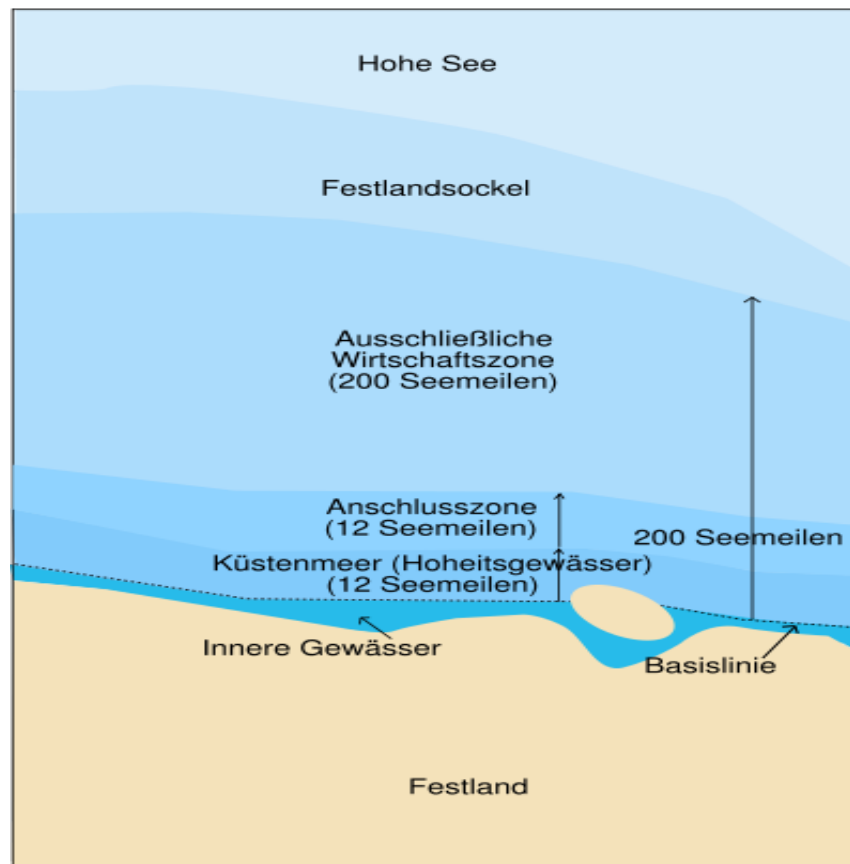 Hohe See
Festlandsockel
Ausschließliche
Wirtschaftszone
(200 Seemeilen)
Anschlusszone
(12 Seemeilen)
200 Seemeilen
Küstenmeer (Hoheitsgewässer)
(12 Seemeilen)
Innere Gewässer
Basislinie
Festland